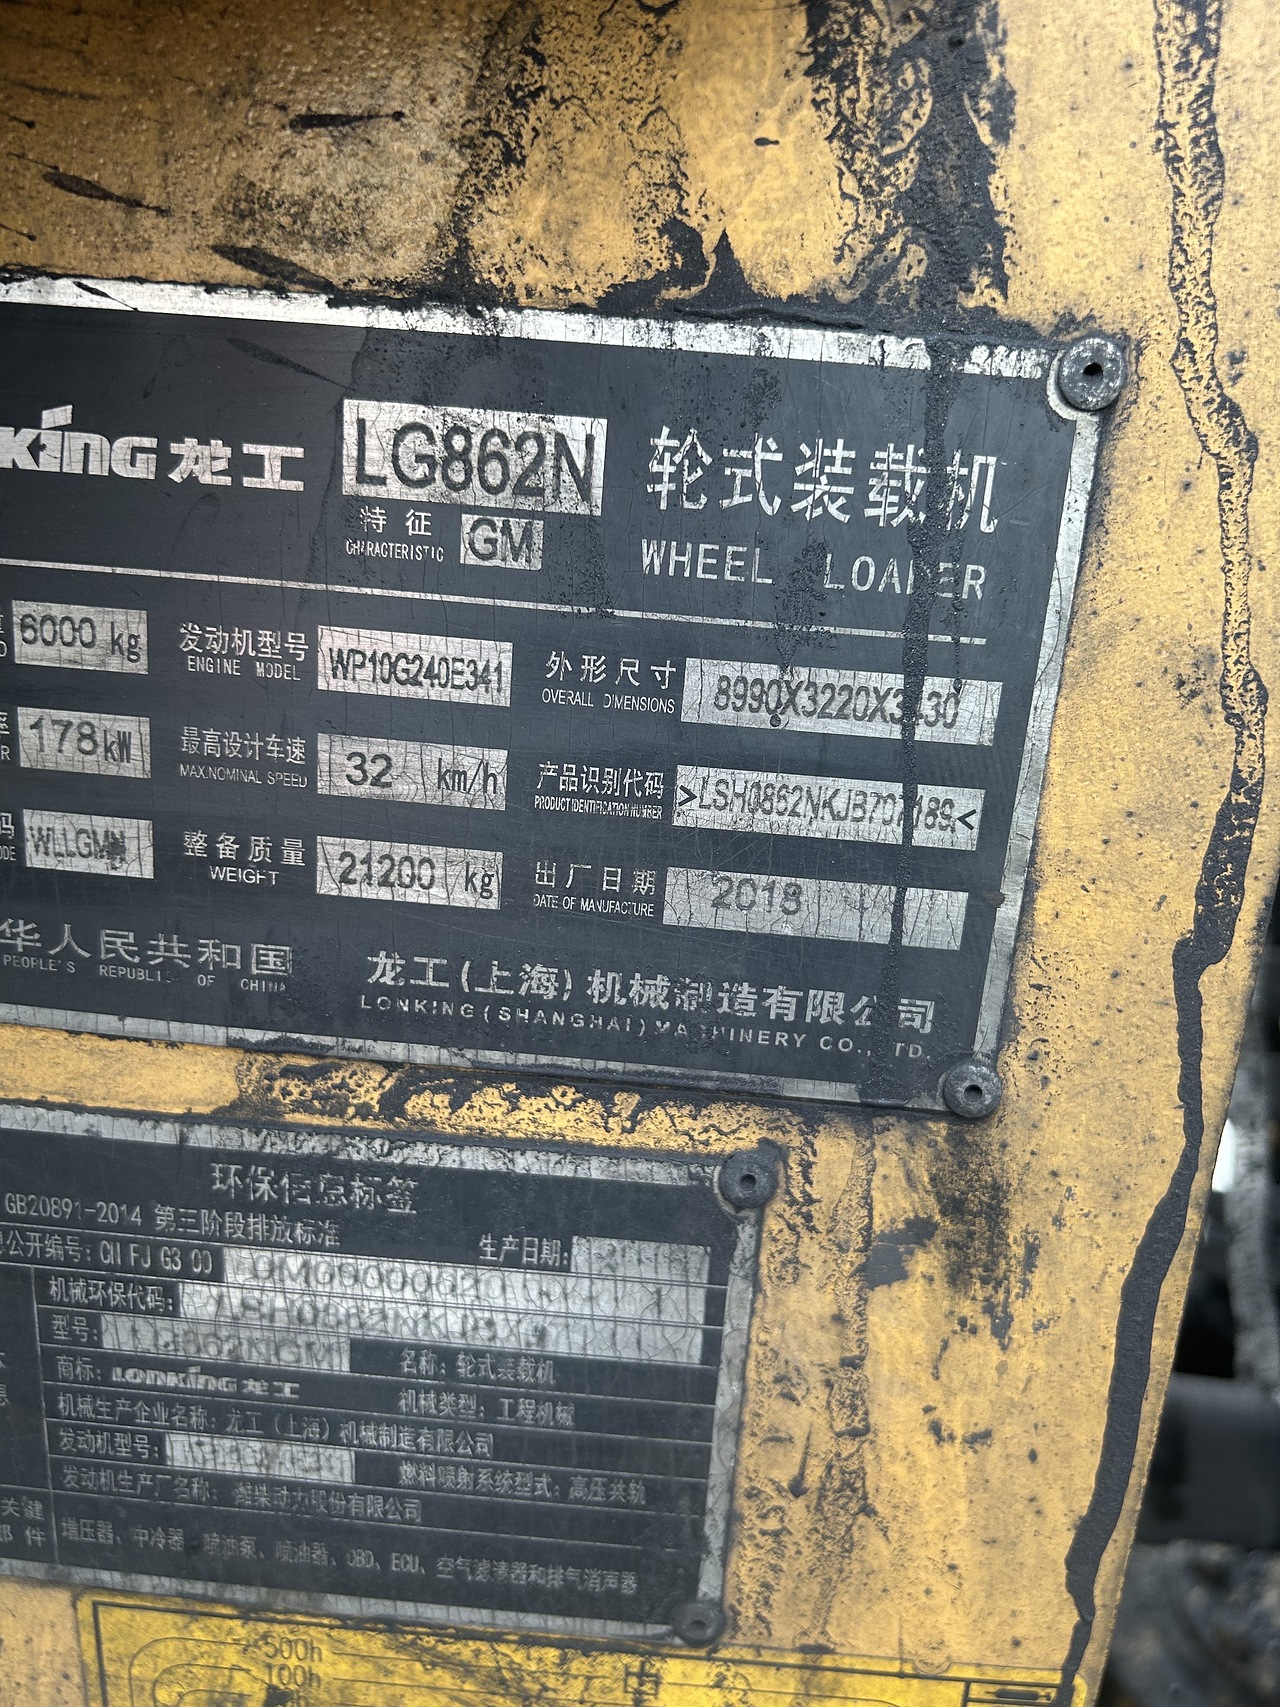 KING 龙工 LG862N 轮式装载机
特征 GM
CHARACTERISTIC
WHEEL LOADER
6000 kg 发动机型号 WP10G240E341 外形尺寸
ENGINE MODEL OVERALL DIMENSIONS
178kW 最高设计车速 32 km/h 产品识别代码
MAX.NOMINAL SPEED PRODUCT IDENTIFICATION NUMBER
WLLGMN 整备质量 21200 kg 出厂日期 2018
WEIGHT DATE OF MANUFACTURE
华人民共和国 龙工(上海)机械制造有限公司
PEOPLE'S REPUBLIC OF CHINA LONKING(SHANGHAI)MACHINERY CO., LTD.
环保信息标签
GB20891-2014 第三阶段排放标准
公开编号: CN FJ G3 00 生产日期:
机械环保代码:
型号: LG862NGM 名称: 轮式装载机
商标: LONKING 龙工 机械类型: 工程机械
机械生产企业名称: 龙工(上海)机械制造有限公司
发动机型号: 燃料喷射系统型式: 高压共轨
发动机生产厂名称: 潍柴动力股份有限公司
关键
部件 增压器、中冷器、喷油泵、喷油器、OBD、ECU、空气滤清器和排气消声器
500h
100h